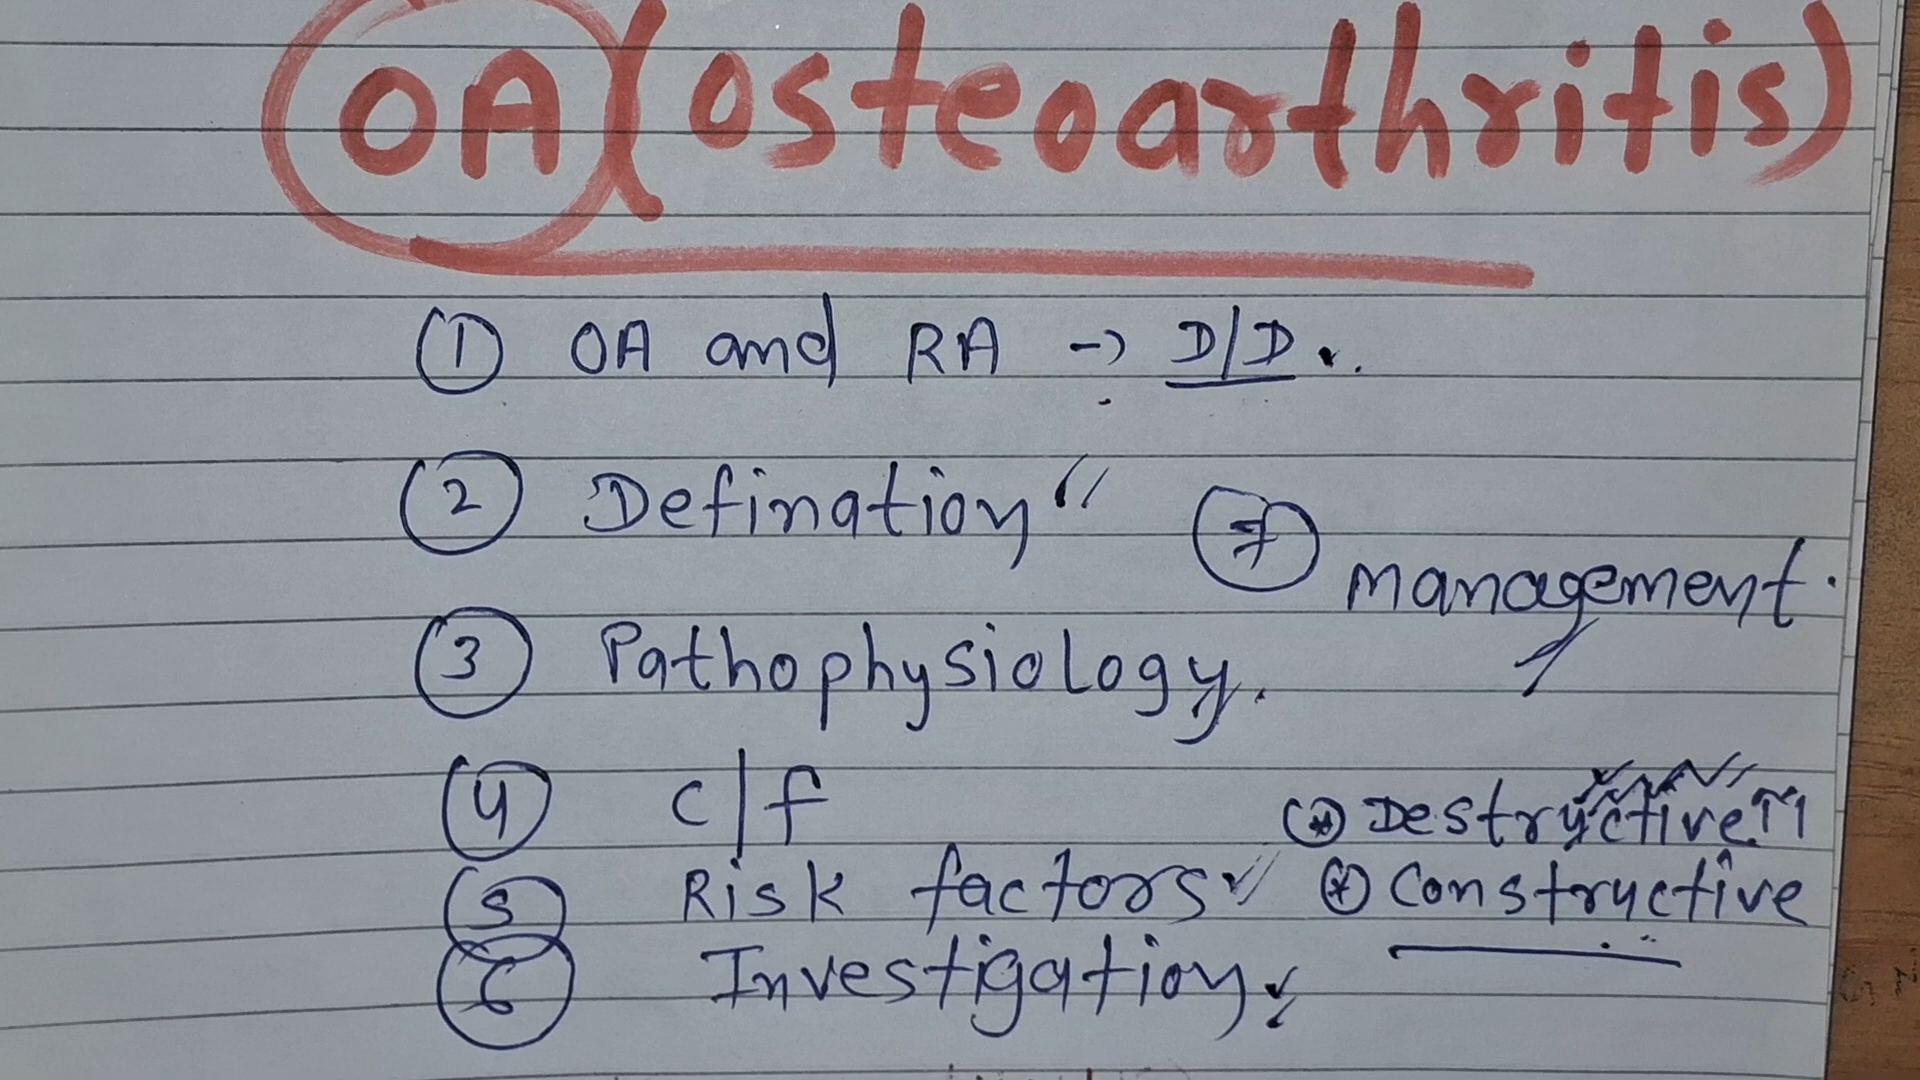 OA (Osteoarthritis)
① OA and RA → D/D.
② Defination
⑦ management.
③ Pathophysiology.
④ c/f
⑤ Risk factors
⑥ Investigation
Destructive
Constructive